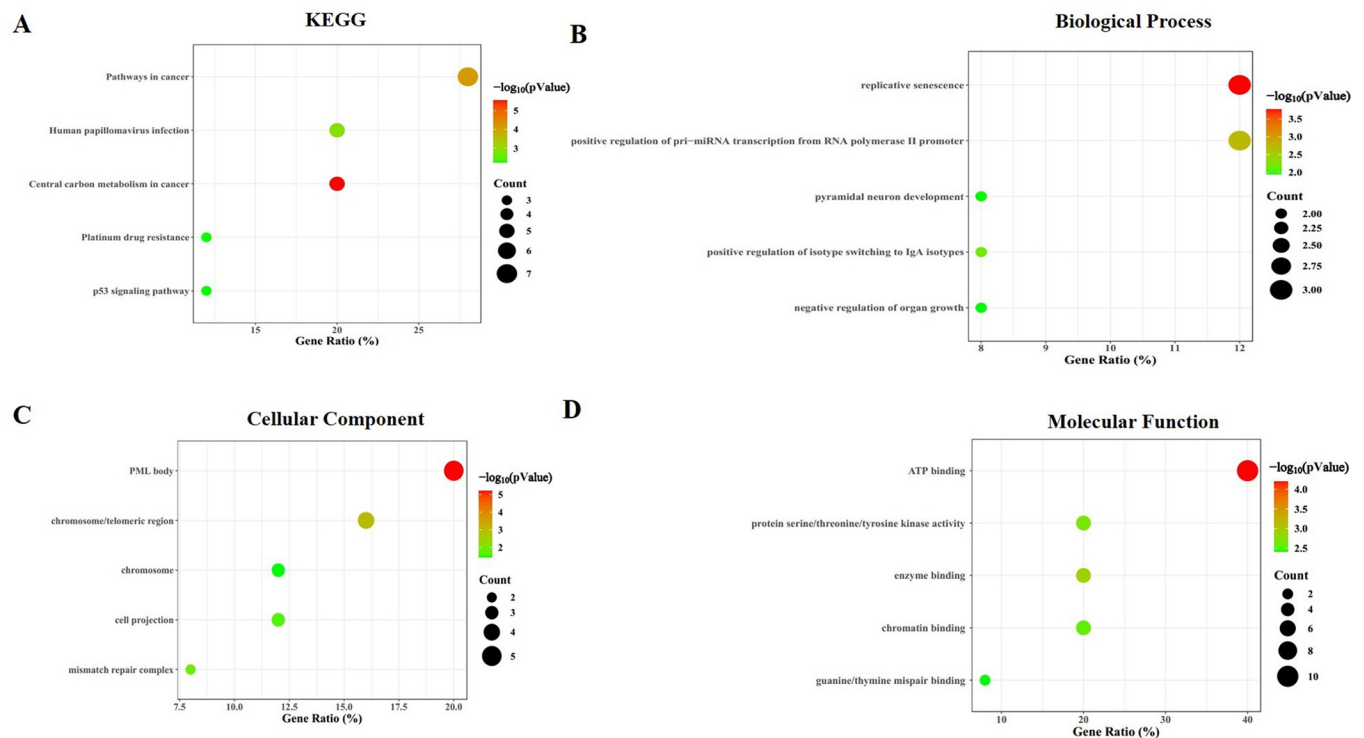 A
KEGG
Pathways in cancer
Human papillomavirus infection
Central carbon metabolism in cancer
Platinum drug resistance
p53 signaling pathway
15 20 25
Gene Ratio (%)
−log10(pValue)
5
4
3
Count
3
4
5
6
7
B
Biological Process
replicative senescence
positive regulation of pri−miRNA transcription from RNA polymerase II promoter
pyramidal neuron development
positive regulation of isotype switching to IgA isotypes
negative regulation of organ growth
8 9 10 11 12
Gene Ratio (%)
−log10(pValue)
3.5
3.0
2.5
2.0
Count
2.00
2.25
2.50
2.75
3.00
C
Cellular Component
PML body
chromosome/telomeric region
chromosome
cell projection
mismatch repair complex
7.5 10.0 12.5 15.0 17.5 20.0
Gene Ratio (%)
−log10(pValue)
5
4
3
2
Count
2
3
4
5
D
Molecular Function
ATP binding
protein serine/threonine/tyrosine kinase activity
enzyme binding
chromatin binding
guanine/thymine mispair binding
10 20 30 40
Gene Ratio (%)
−log10(pValue)
4.0
3.5
3.0
2.5
Count
2
4
6
8
10